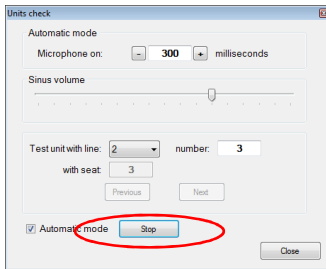 Units check
Automatic mode
Microphone on: - 300 + milliseconds
Sinus volume
Test unit with line: 2 number: 3
with seat: 3
Previous Next
Automatic mode Stop
Close